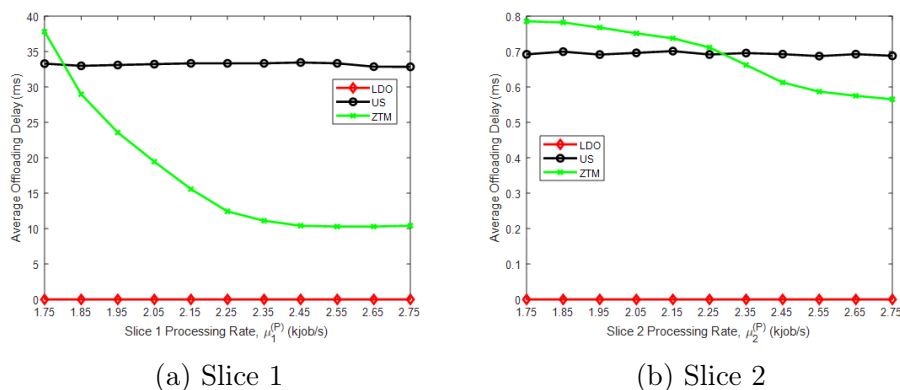 40
35
30
25
20
15
10
5
0
Average Offloading Delay (ms)
LDO
US
ZTM
1.75 1.85 1.95 2.05 2.15 2.25 2.35 2.45 2.55 2.65 2.75
Slice 1 Processing Rate, μ₁⁽ᴾ⁾ (kjob/s)
(a) Slice 1
0.8
0.7
0.6
0.5
0.4
0.3
0.2
0.1
0
Average Offloading Delay (ms)
LDO
US
ZTM
1.75 1.85 1.95 2.05 2.15 2.25 2.35 2.45 2.55 2.65 2.75
Slice 2 Processing Rate, μ₂⁽ᴾ⁾ (kjob/s)
(b) Slice 2